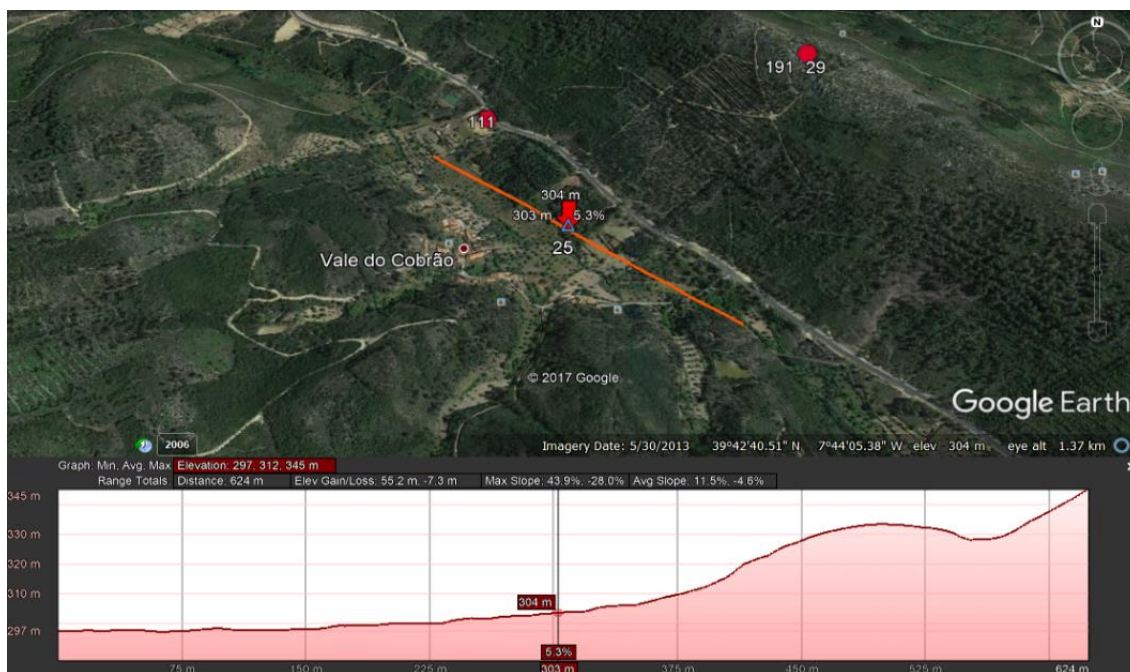 N
191 29
111
304 m
303 m 5.3%
25
Vale do Cobrão
© 2017 Google
Google Earth
2006
Imagery Date: 5/30/2013 39º42'40.51" N 7º44'05.38" W elev 304 m eye alt 1.37 km
Graph: Min, Avg, Max Elevation: 297, 312, 345 m
Range Totals Distance: 624 m Elev Gain/Loss: 55.2 m, -7.3 m Max Slope: 43.9%, -28.0% Avg Slope: 11.5%, -4.6%
345 m
330 m
320 m
310 m
304 m
297 m
5.3%
75 m 150 m 225 m 303 m 375 m 450 m 525 m 624 m